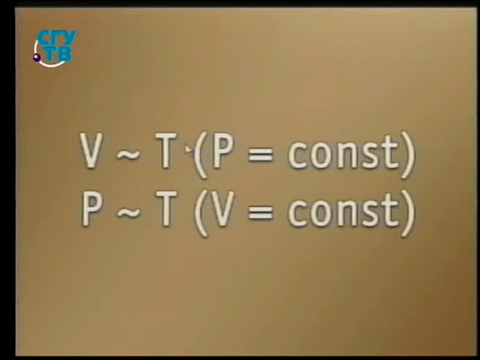 СГУ
ТВ
V ~ T (P = const)
P ~ T (V = const)